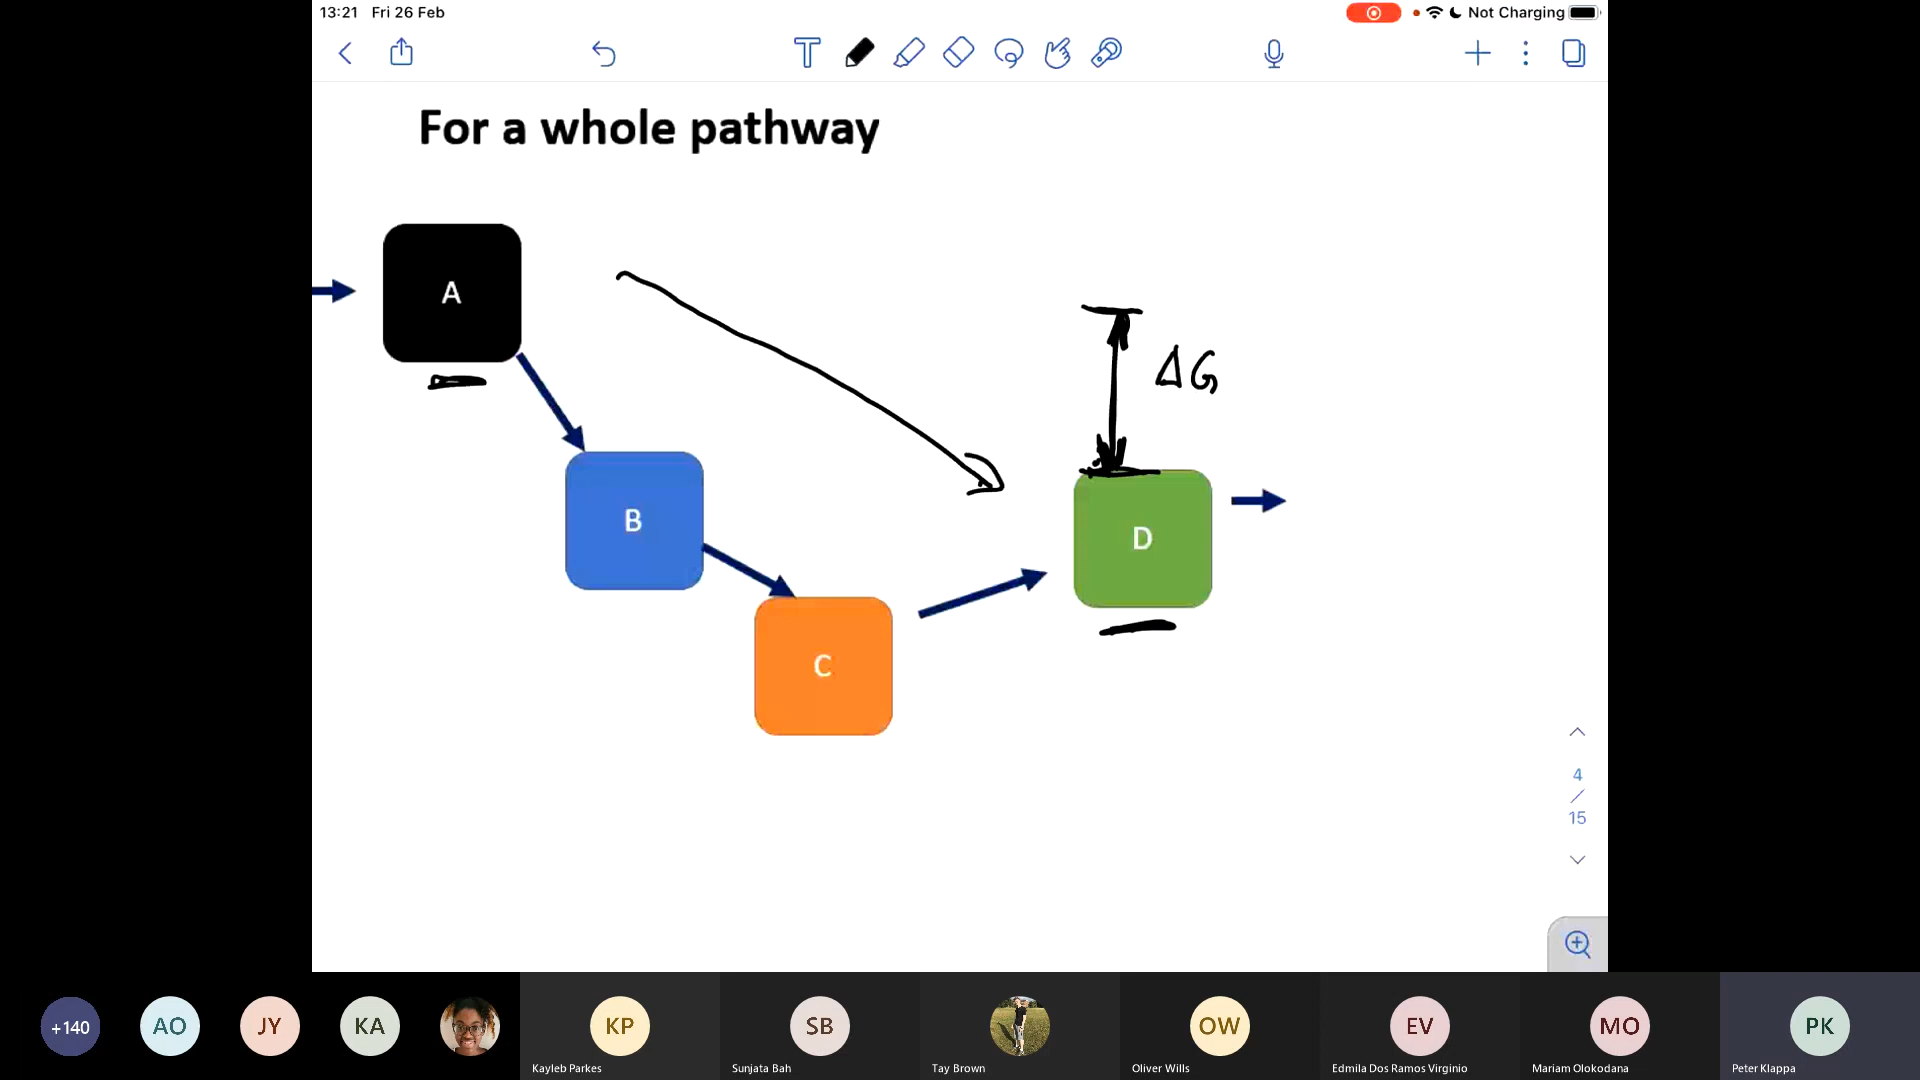 13:21 Fri 26 Feb
Not Charging
T
For a whole pathway
A
ΔG
B
D
C
4
/
15
+140
AO
JY
KA
KP
SB
OW
EV
MO
PK
Kayleb Parkes
Sunjata Bah
Tay Brown
Oliver Wills
Edmila Dos Ramos Virginio
Mariam Olokodana
Peter Klappa